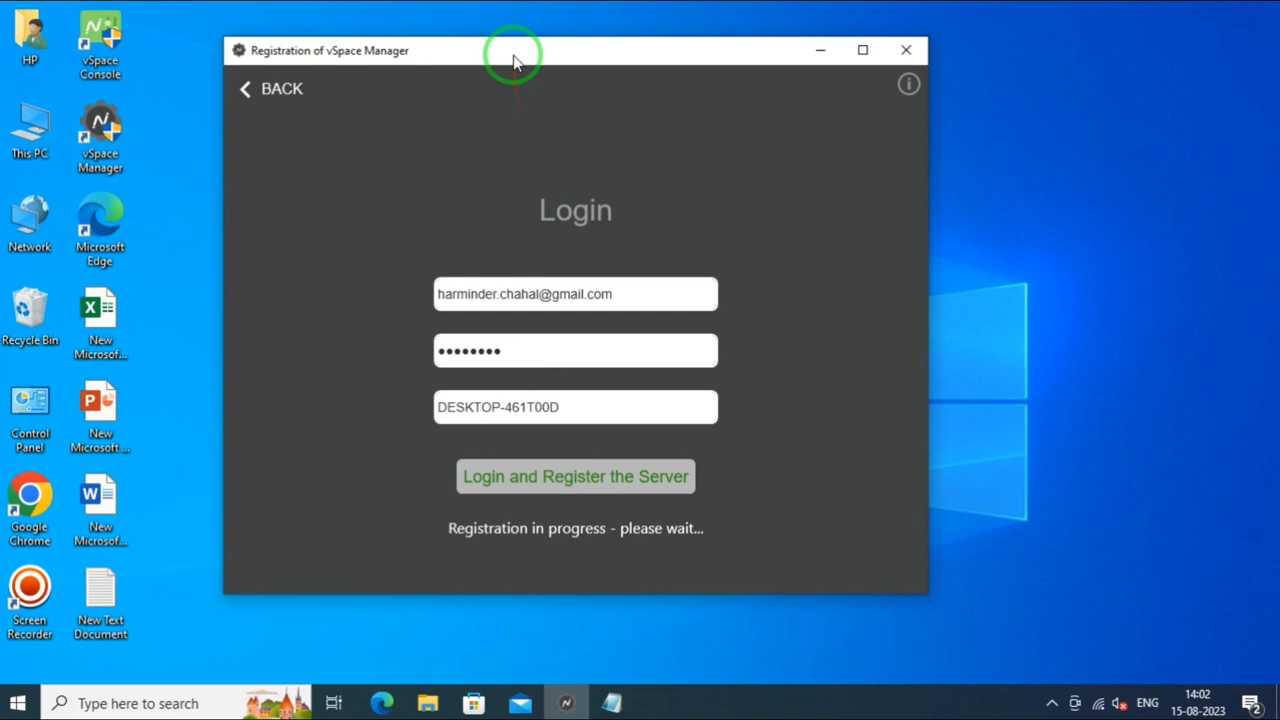 HP
vSpace
Console
This PC
vSpace
Manager
Network
Microsoft
Edge
Recycle Bin
New
Microsof...
Control
Panel
New
Microsoft ...
Google
Chrome
New
Microsof...
Screen
Recorder
New Text
Document
Registration of vSpace Manager
BACK
Login
harminder.chahal@gmail.com
••••••••
DESKTOP-461T00D
Login and Register the Server
Registration in progress - please wait...
Type here to search
ENG
14:02
15-08-2023
2